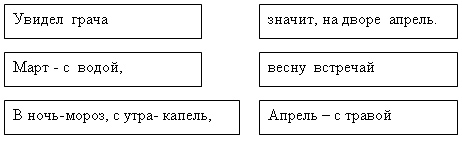 Увидел грача
значит, на дворе апрель.
Март - с водой,
весну встречай
В ночь-мороз, с утра- капель,
Апрель – с травой